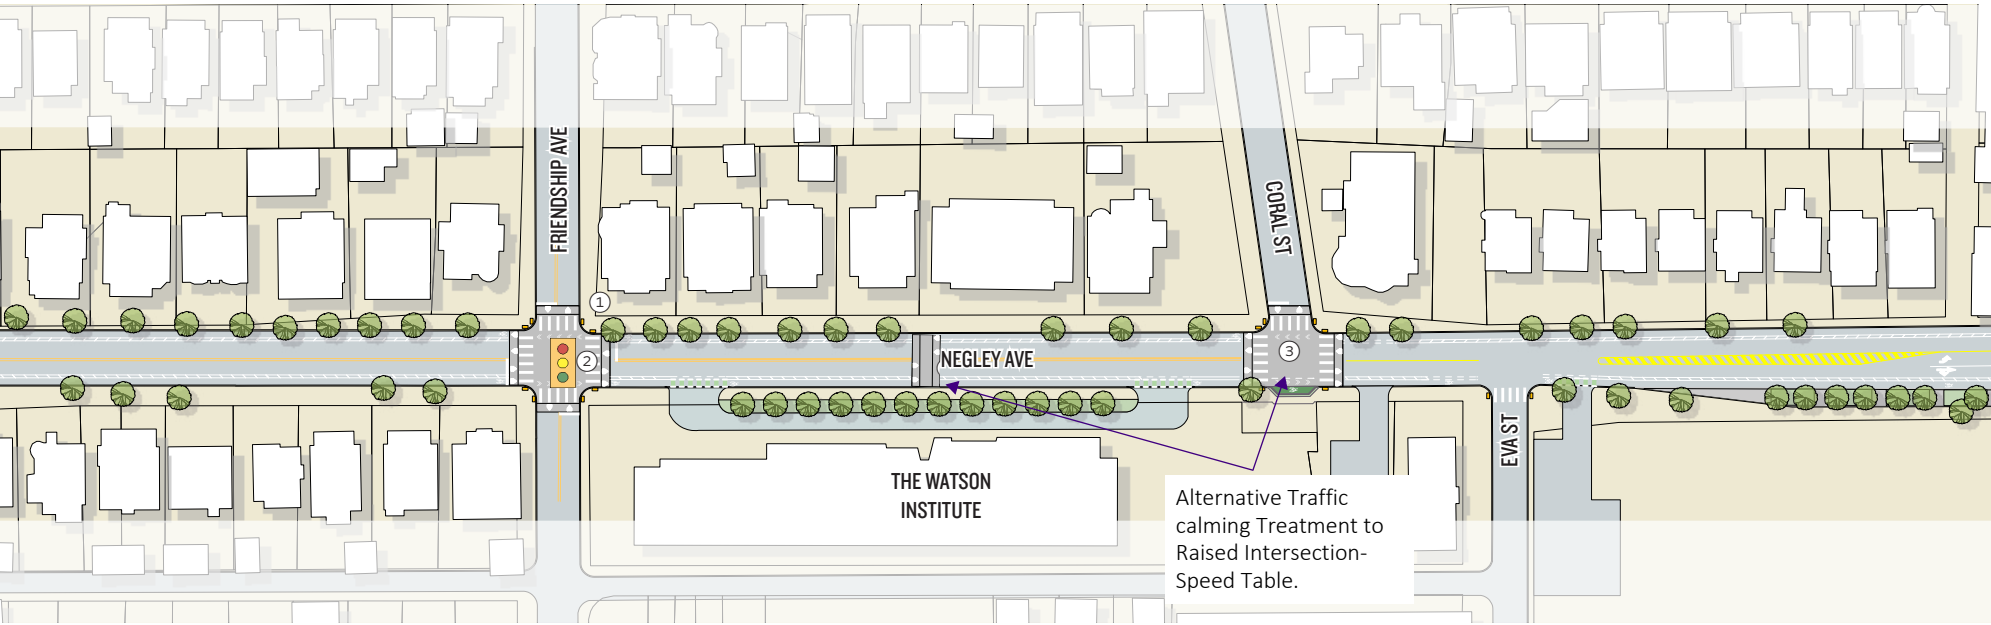 FRIENDSHIP AVE
CORAL ST
1
2
3
NEGLEY AVE
EVA ST
THE WATSON
INSTITUTE
Alternative Traffic
calming Treatment to
Raised Intersection-
Speed Table.